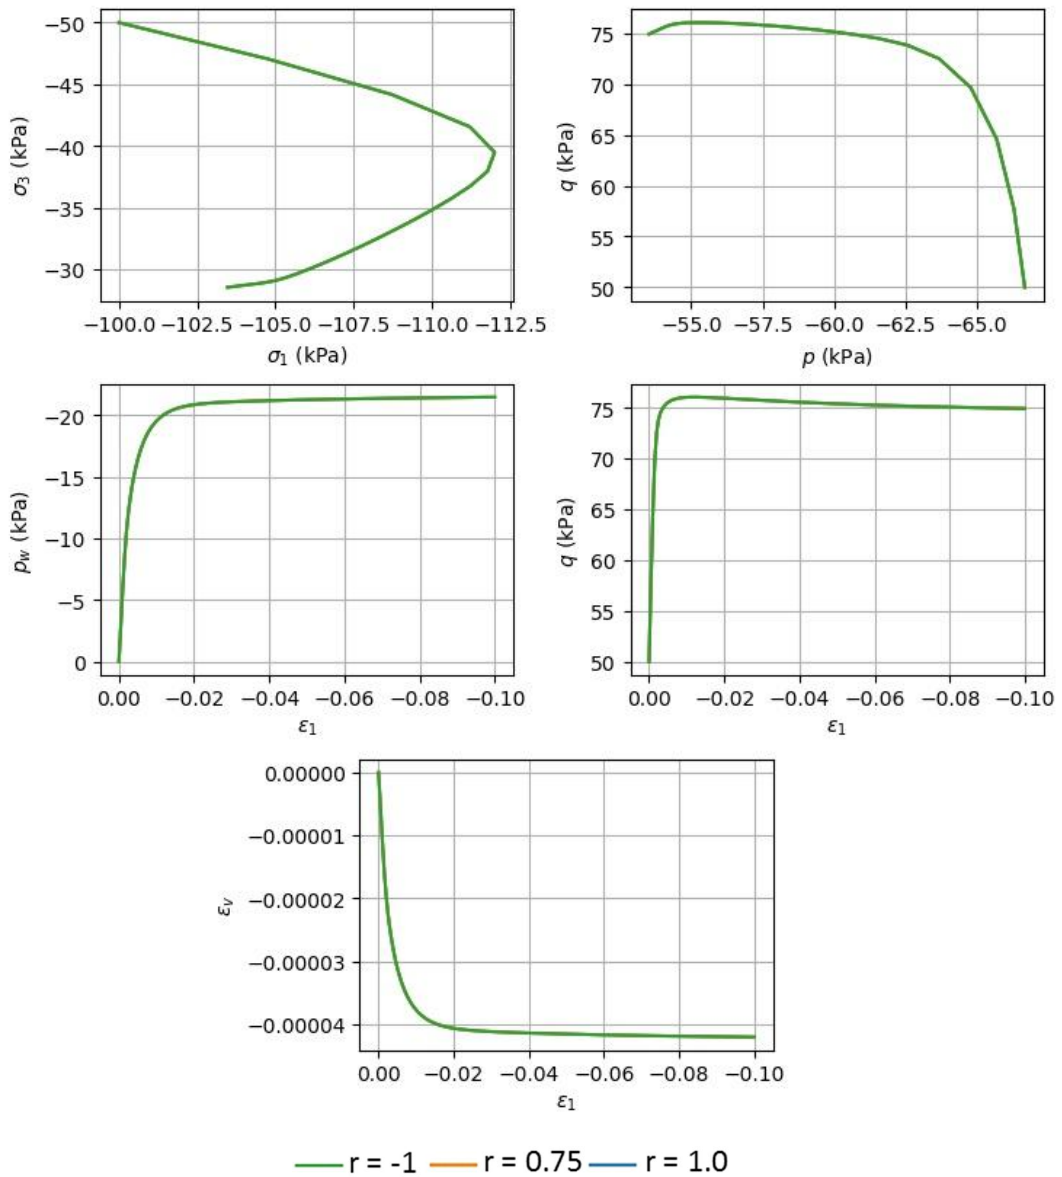 σ₃ (kPa)
−50
−45
−40
−35
−30
−100.0 −102.5 −105.0 −107.5 −110.0 −112.5
σ₁ (kPa)
q (kPa)
75
70
65
60
55
50
−55.0 −57.5 −60.0 −62.5 −65.0
p (kPa)
p_w (kPa)
−20
−15
−10
−5
0
0.00 −0.02 −0.04 −0.06 −0.08 −0.10
ε₁
q (kPa)
75
70
65
60
55
50
0.00 −0.02 −0.04 −0.06 −0.08 −0.10
ε₁
εᵥ
0.00000
−0.00001
−0.00002
−0.00003
−0.00004
0.00 −0.02 −0.04 −0.06 −0.08 −0.10
ε₁
r = -1 r = 0.75 r = 1.0